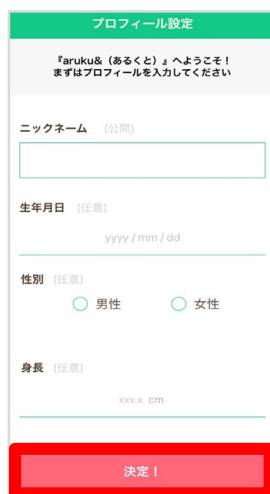 プロフィール設定
『aruku&（あるくと）』へようこそ！
まずはプロフィールを入力してください
ニックネーム （公開）
生年月日 （任意）
yyyy / mm / dd
性別 （任意）
男性 女性
身長 （任意）
xxx.x cm
決定！